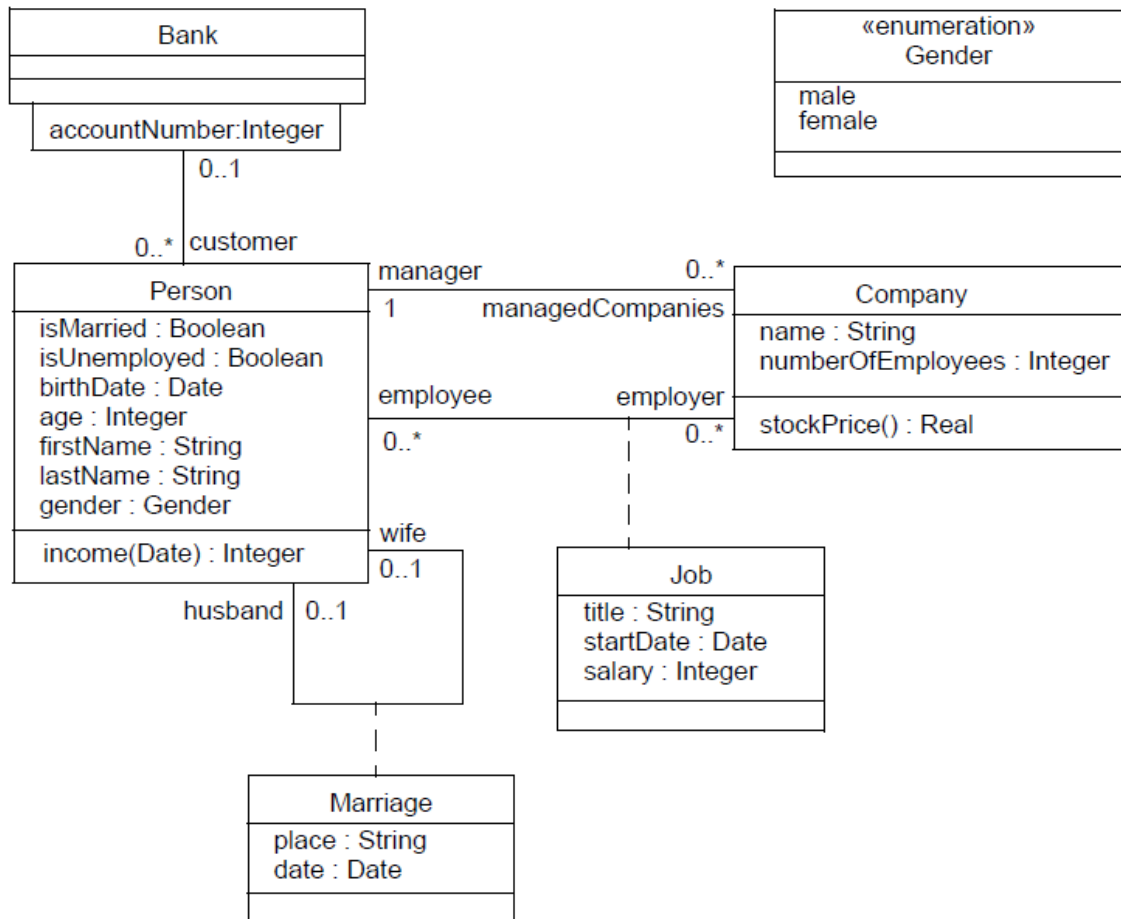 Bank
accountNumber:Integer
0..1
0..* customer
«enumeration»
Gender
male
female
Person
isMarried : Boolean
isUnemployed : Boolean
birthDate : Date
age : Integer
firstName : String
lastName : String
gender : Gender
income(Date) : Integer
manager
1
0..*
managedCompanies
employee
0..*
employer
0..*
Company
name : String
numberOfEmployees : Integer
stockPrice() : Real
wife
0..1
husband
0..1
Job
title : String
startDate : Date
salary : Integer
Marriage
place : String
date : Date